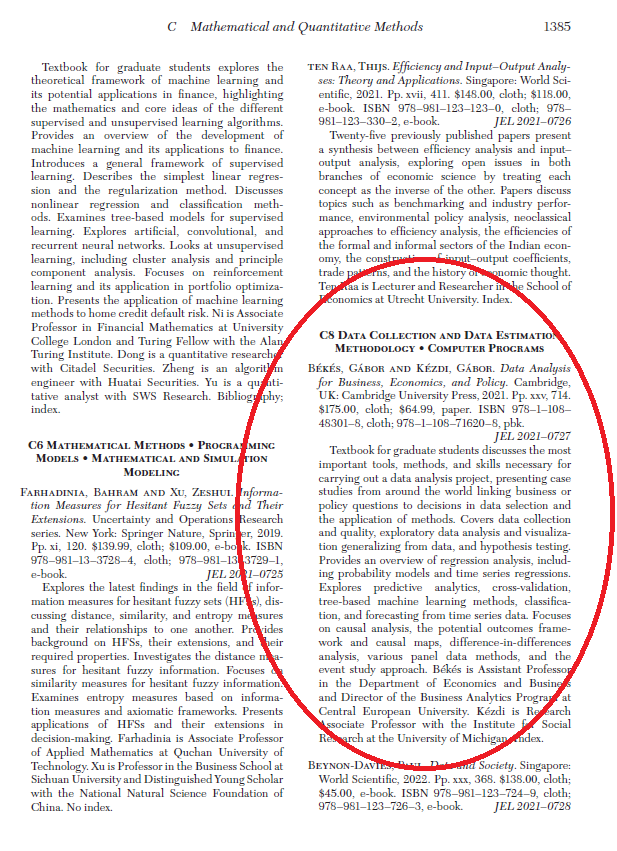 C Mathematical and Quantitative Methods 1385
Textbook for graduate students explores the
theoretical framework of machine learning and
its potential applications in finance, highlighting
the mathematics and core ideas of the different
supervised and unsupervised learning algorithms.
Provides an overview of the development of
machine learning and its applications to finance.
Introduces a general framework of supervised
learning. Describes the simplest linear regres-
sion and the regularization method. Discusses
nonlinear regression and classification meth-
ods. Examines tree-based models for supervised
learning. Explores artificial, convolutional, and
recurrent neural networks. Looks at unsupervised
learning, including cluster analysis and principle
component analysis. Focuses on reinforcement
learning and its application in portfolio optimiza-
tion. Presents the application of machine learning
methods to home credit default risk. Ni is Associate
Professor in Financial Mathematics at University
College London and Turing Fellow with the Alan
Turing Institute. Dong is a quantitative researcher
with Citadel Securities. Zheng is an algorithm
engineer with Huatai Securities. Yu is a quanti-
tative analyst with SWS Research. Bibliography;
index.
C6 Mathematical Methods • Programming
Models • Mathematical and Simulation
Modeling
Farhadinia, Bahram and Xu, Zeshui. Informa-
tion Measures for Hesitant Fuzzy Sets and Their
Extensions. Uncertainty and Operations Research
series. New York: Springer Nature, Springer, 2019.
Pp. xi, 120. $139.99, cloth; $109.00, e-book. ISBN
978–981–13–3728–4, cloth; 978–981–13–3729–1,
e-book. JEL 2021–0725
Explores the latest findings in the field of infor-
mation measures for hesitant fuzzy sets (HFSs), dis-
cussing distance, similarity, and entropy measures
and their relationships to one another. Provides
background on HFSs, their extensions, and their
required properties. Investigates the distance mea-
sures for hesitant fuzzy information. Focuses on
similarity measures for hesitant fuzzy information.
Examines entropy measures based on informa-
tion measures and axiomatic frameworks. Presents
applications of HFSs and their extensions in
decision-making. Farhadinia is Associate Professor
of Applied Mathematics at Quchan University of
Technology. Xu is Professor in the Business School at
Sichuan University and Distinguished Young Scholar
with the National Natural Science Foundation of
China. No index.
ten Raa, Thijs. Efficiency and Input–Output Analy-
ses: Theory and Applications. Singapore: World Sci-
entific, 2021. Pp. xvii, 411. $148.00, cloth; $118.00,
e-book. ISBN 978–981–123–123–0, cloth; 978–
981–123–330–2, e-book. JEL 2021–0726
Twenty-five previously published papers present
a synthesis between efficiency analysis and input–
output analysis, exploring open issues in both
branches of economic science by treating each
concept as the inverse of the other. Papers discuss
topics such as benchmarking and industry perfor-
mance, environmental policy analysis, neoclassical
approaches to efficiency analysis, the efficiencies of
the formal and informal sectors of the Indian econ-
omy, the construction of input–output coefficients,
trade patterns, and the history of economic thought.
Ten Raa is Lecturer and Researcher in the School of
Economics at Utrecht University. Index.
C8 Data Collection and Data Estimation
Methodology • Computer Programs
Békés, Gábor and Kézdi, Gábor. Data Analysis
for Business, Economics, and Policy. Cambridge,
UK: Cambridge University Press, 2021. Pp. xxv, 714.
$175.00, cloth; $64.99, paper. ISBN 978–1–108–
48301–8, cloth; 978–1–108–71620–8, pbk.
JEL 2021–0727
Textbook for graduate students discusses the most
important tools, methods, and skills necessary for
carrying out a data analysis project, presenting case
studies from around the world linking business or
policy questions to decisions in data selection and
the application of methods. Covers data collection
and quality, exploratory data analysis and visualiza-
tion generalizing from data, and hypothesis testing.
Provides an overview of regression analysis, includ-
ing probability models and time series regressions.
Explores predictive analytics, cross-validation,
tree-based machine learning methods, classifica-
tion, and forecasting from time series data. Focuses
on causal analysis, the potential outcomes frame-
work and causal maps, difference-in-differences
analysis, various panel data methods, and the
event study approach. Békés is Assistant Professor
in the Department of Economics and Business
and Director of the Business Analytics Program at
Central European University. Kézdi is Research
Associate Professor with the Institute for Social
Research at the University of Michigan. Index.
Beynon-Davies, Paul. Data and Society. Singapore:
World Scientific, 2022. Pp. xxx, 368. $138.00, cloth;
$45.00, e-book. ISBN 978–981–123–724–9, cloth;
978–981–123–726–3, e-book. JEL 2021–0728